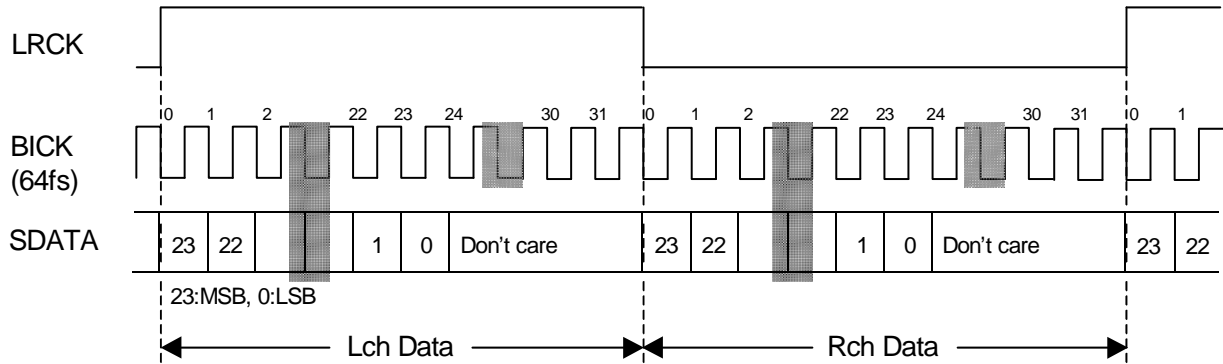 LRCK
0 1 2 22 23 24 30 31 0 1 2 22 23 24 30 31 0 1
BICK
(64fs)
SDATA 23 22 1 0 Don't care 23 22 1 0 Don't care 23 22
23:MSB, 0:LSB
Lch Data Rch Data